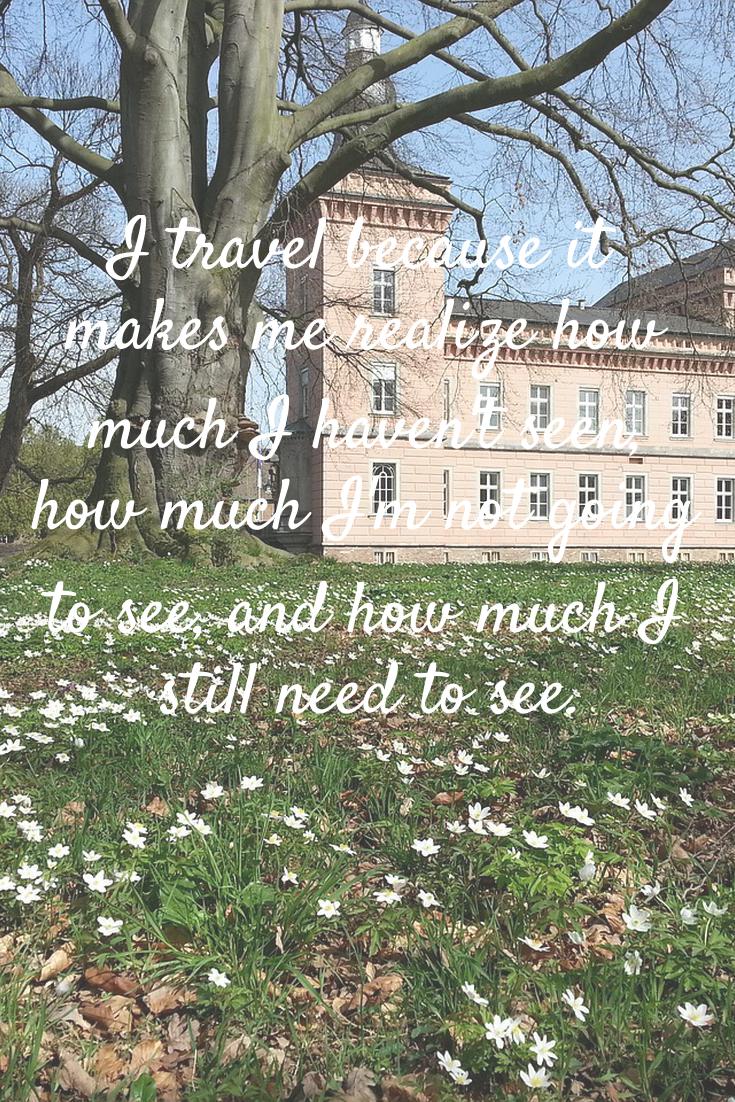 I travel because it
makes me realize how
much I haven't seen,
how much I'm not going
to see, and how much I
still need to see.